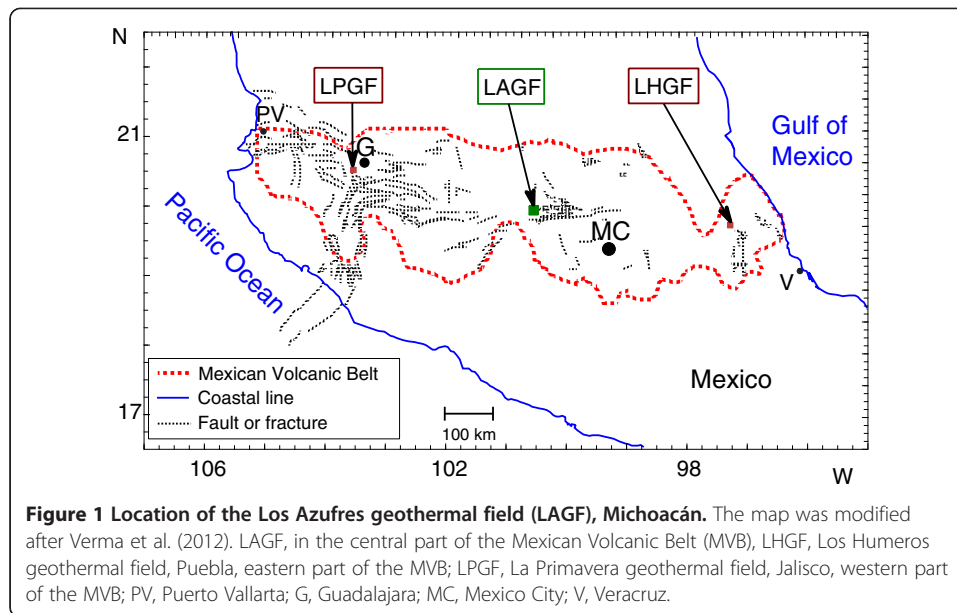 N
LPGF
LAGF
LHGF
PV
21
G
Gulf of
Mexico
Pacific Ocean
MC
V
Mexican Volcanic Belt
Coastal line
Fault or fracture
100 km
Mexico
17
106
102
98
W
Figure 1 Location of the Los Azufres geothermal field (LAGF), Michoacán. The map was modified
after Verma et al. (2012). LAGF, in the central part of the Mexican Volcanic Belt (MVB), LHGF, Los Humeros
geothermal field, Puebla, eastern part of the MVB; LPGF, La Primavera geothermal field, Jalisco, western part
of the MVB; PV, Puerto Vallarta; G, Guadalajara; MC, Mexico City; V, Veracruz.